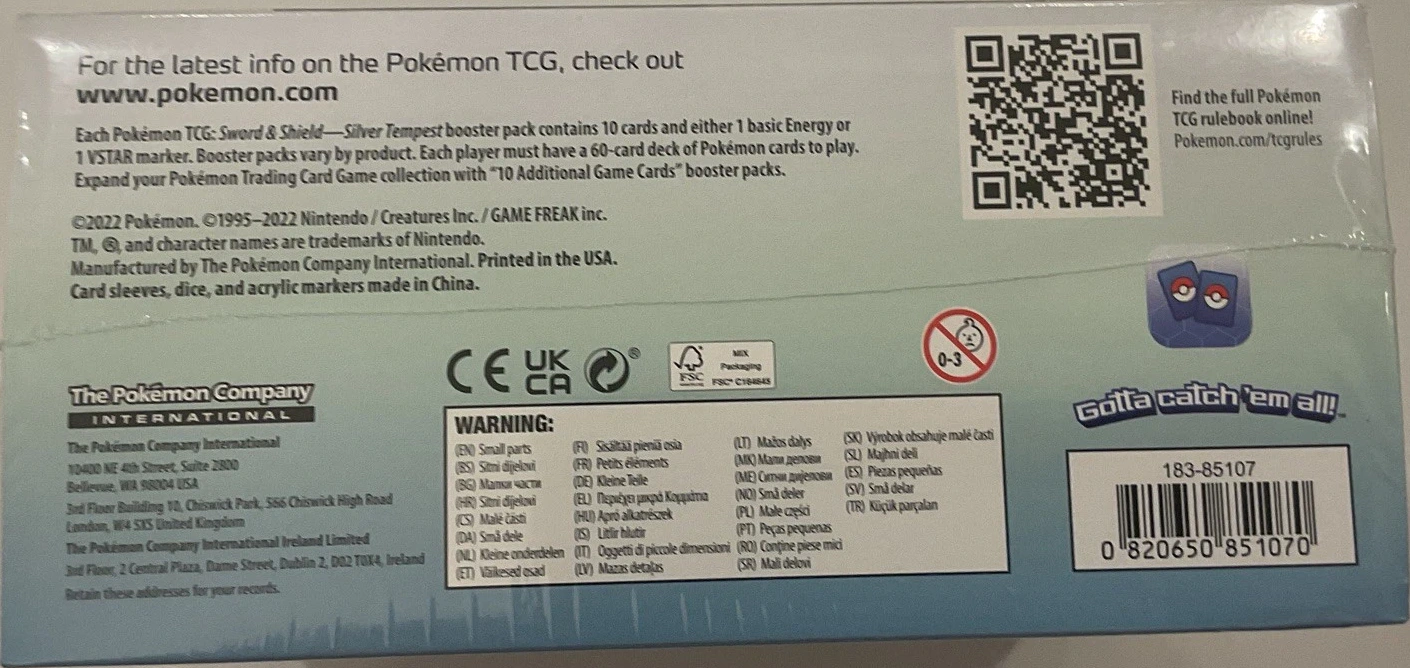 For the latest info on the Pokémon TCG, check out
www.pokemon.com
Each Pokémon TCG: Sword & Shield—Silver Tempest booster pack contains 10 cards and either 1 basic Energy or
1 VSTAR marker. Booster packs vary by product. Each player must have a 60-card deck of Pokémon cards to play.
Expand your Pokémon Trading Card Game collection with "10 Additional Game Cards" booster packs.
©2022 Pokémon. ©1995–2022 Nintendo / Creatures Inc. / GAME FREAK inc.
TM, ®, and character names are trademarks of Nintendo.
Manufactured by The Pokémon Company International. Printed in the USA.
Card sleeves, dice, and acrylic markers made in China.
Find the full Pokémon
TCG rulebook online!
Pokemon.com/tcgrules
The Pokémon Company
INTERNATIONAL
The Pokémon Company International
10400 NE 4th Street, Suite 2800
Bellevue, WA 98004 USA
3rd Floor Building 10, Chiswick Park, 566 Chiswick High Road
London, W4 5XS United Kingdom
The Pokémon Company International Ireland Limited
3rd Floor, 2 Central Plaza, Dame Street, Dublin 2, D02 T0X4, Ireland
Retain these addresses for your records.
CE UK
CA ®
FSC
MIX
Packaging
FSC® C164645
0-3
WARNING:
(EN) Small parts
(BS) Sitni dijelovi
(BG) Малки части
(HR) Sitni dijelovi
(CS) Malé části
(DA) Små dele
(NL) Kleine onderdelen
(ET) Väikesed osad
(FI) Sisältää pieniä osia
(FR) Petits éléments
(DE) Kleine Teile
(EL) Περιέχει μικρά Κομμάτια
(HU) Apró alkatrészek
(IS) Litlir hlutir
(IT) Oggetti di piccole dimensioni
(LV) Mazas detaļas
(LT) Mažos dalys
(MK) Мали делови
(ME) Ситни дијелови
(NO) Små deler
(PL) Małe części
(PT) Peças pequenas
(RO) Conține piese mici
(SR) Mali delovi
(SK) Výrobok obsahuje malé časti
(SL) Majhni deli
(ES) Piezas pequeñas
(SV) Små delar
(TR) Küçük parçalan
Gotta catch 'em all!
183-85107
0 820650 851070